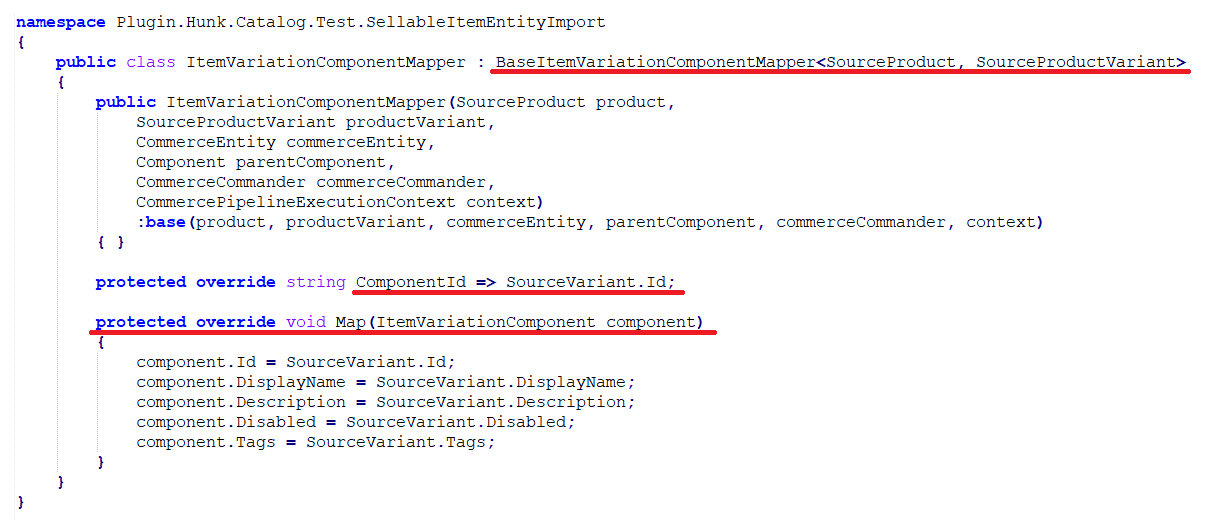 namespace Plugin.Hunk.Catalog.Test.SellableItemEntityImport
{
    public class ItemVariationComponentMapper : BaseItemVariationComponentMapper<SourceProduct, SourceProductVariant>
    {
        public ItemVariationComponentMapper(SourceProduct product,
            SourceProductVariant productVariant,
            CommerceEntity commerceEntity,
            Component parentComponent,
            CommerceCommander commerceCommander,
            CommercePipelineExecutionContext context)
            :base(product, productVariant, commerceEntity, parentComponent, commerceCommander, context)
        { }

        protected override string ComponentId => SourceVariant.Id;

        protected override void Map(ItemVariationComponent component)
        {
            component.Id = SourceVariant.Id;
            component.DisplayName = SourceVariant.DisplayName;
            component.Description = SourceVariant.Description;
            component.Disabled = SourceVariant.Disabled;
            component.Tags = SourceVariant.Tags;
        }
    }
}